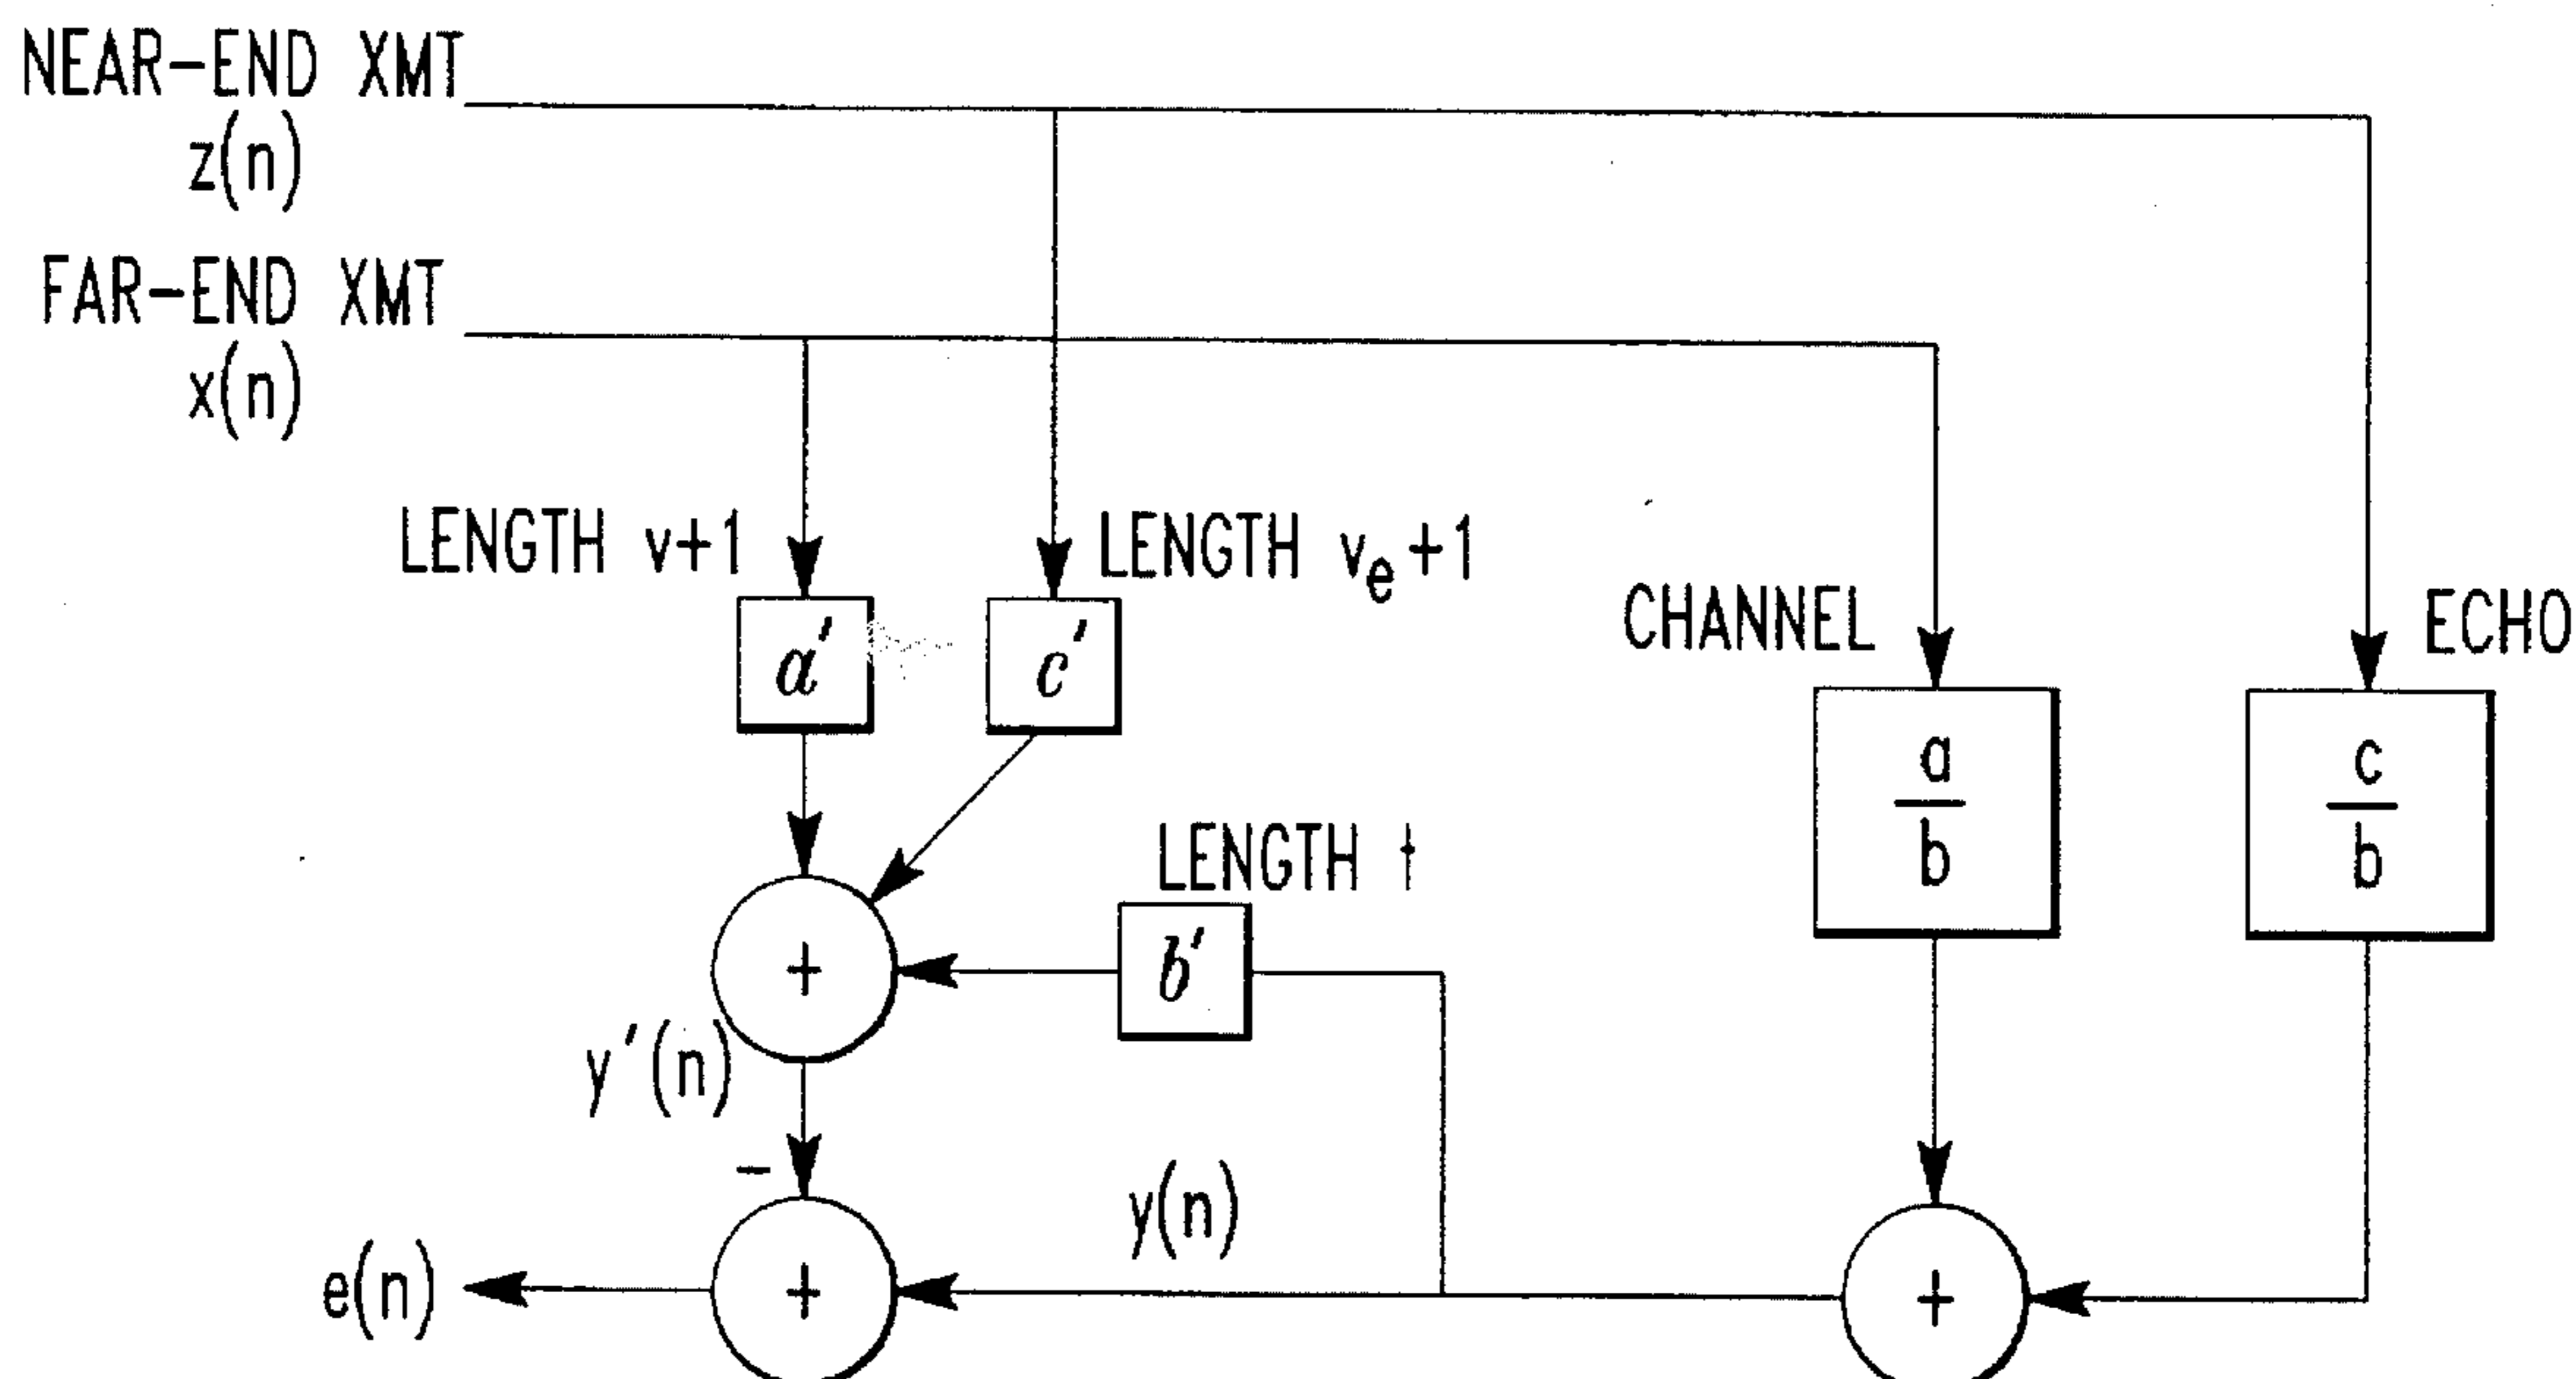 NEAR-END XMT
z(n)
FAR-END XMT
x(n)
LENGTH v+1
LENGTH vₑ+1
CHANNEL
ECHO
a′
c′
a
b
c
b
LENGTH t
b′
+
y′(n)
−
y(n)
e(n)
+
+